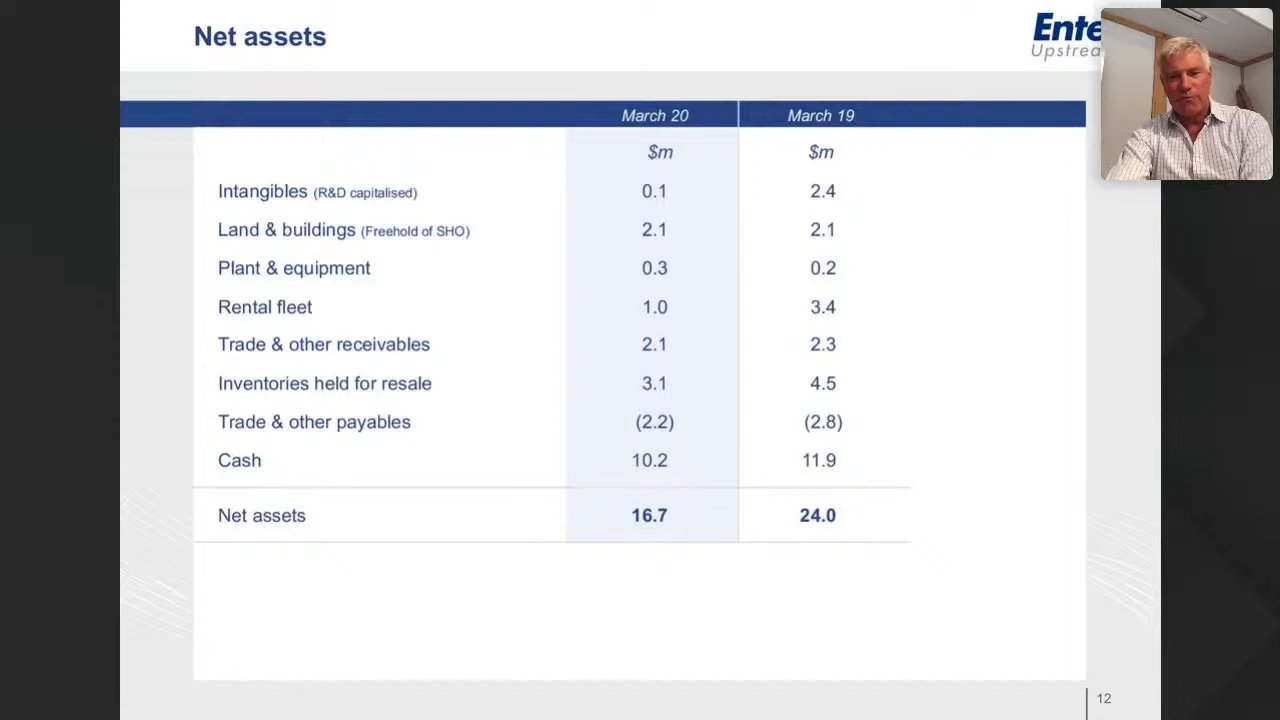 Net assets
Ente
Upstrea
March 20 March 19
$m $m
Intangibles (R&D capitalised) 0.1 2.4
Land & buildings (Freehold of SHO) 2.1 2.1
Plant & equipment 0.3 0.2
Rental fleet 1.0 3.4
Trade & other receivables 2.1 2.3
Inventories held for resale 3.1 4.5
Trade & other payables (2.2) (2.8)
Cash 10.2 11.9
Net assets 16.7 24.0
12